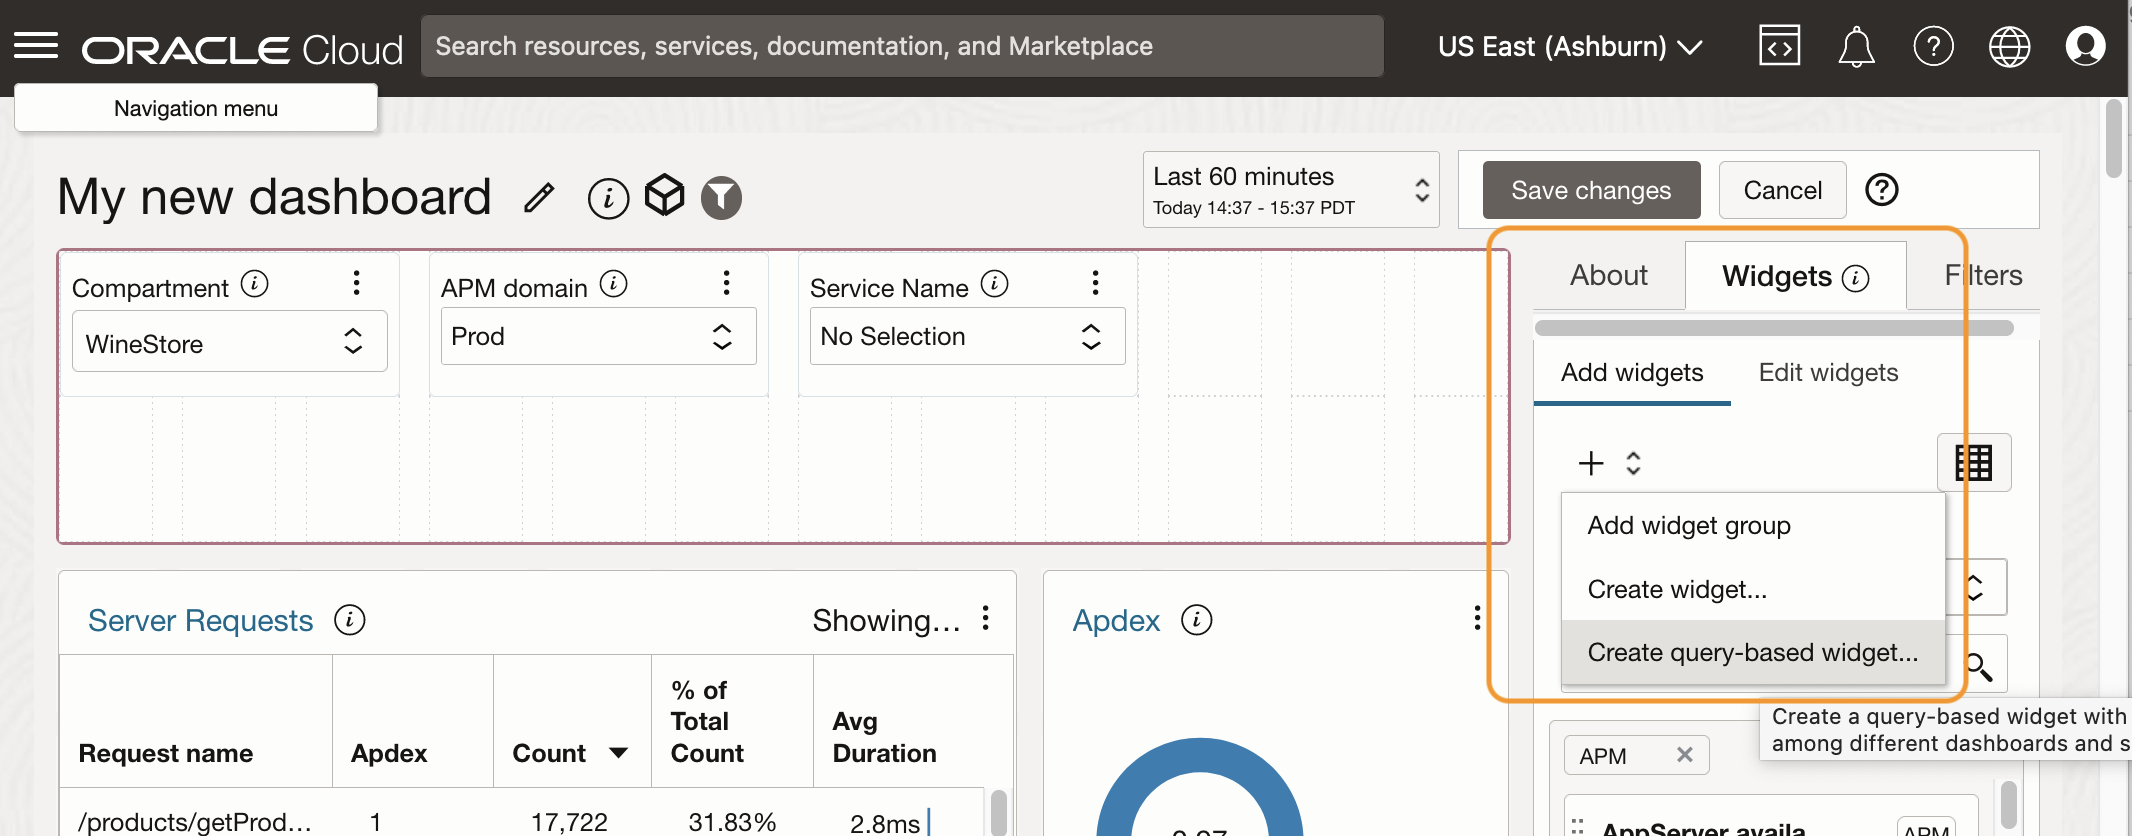 ORACLE Cloud
Search resources, services, documentation, and Marketplace
US East (Ashburn)
Navigation menu
My new dashboard
Last 60 minutes
Today 14:37 - 15:37 PDT
Save changes
Cancel
Compartment
WineStore
APM domain
Prod
Service Name
No Selection
About
Widgets
Filters
Add widgets
Edit widgets
Add widget group
Create widget...
Create query-based widget...
Create a query-based widget with
among different dashboards and s
APM
AppServer availa
APM
Server Requests
Showing...
Request name
Apdex
Count
% of
Total
Count
Avg
Duration
/products/getProd...
1
17,722
31.83%
2.8ms
Apdex